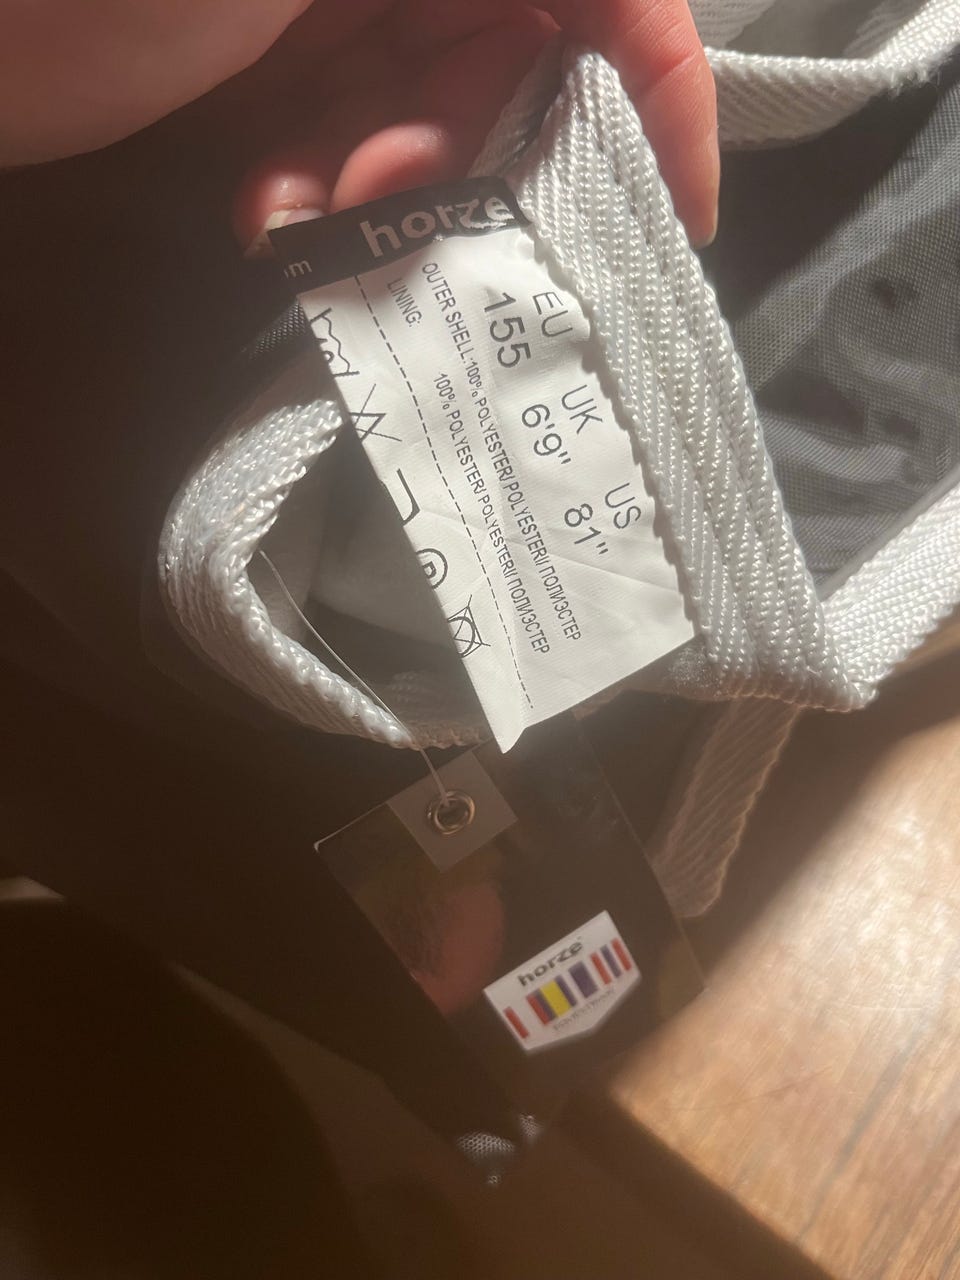 horze
om
EU UK US
155 6'9" 81"
OUTER SHELL:100% POLYESTER/ POLYESTER// ПОЛИЭСТЕР
LINING: 100% POLYESTER/ POLYESTER// ПОЛИЭСТЕР
P
horze